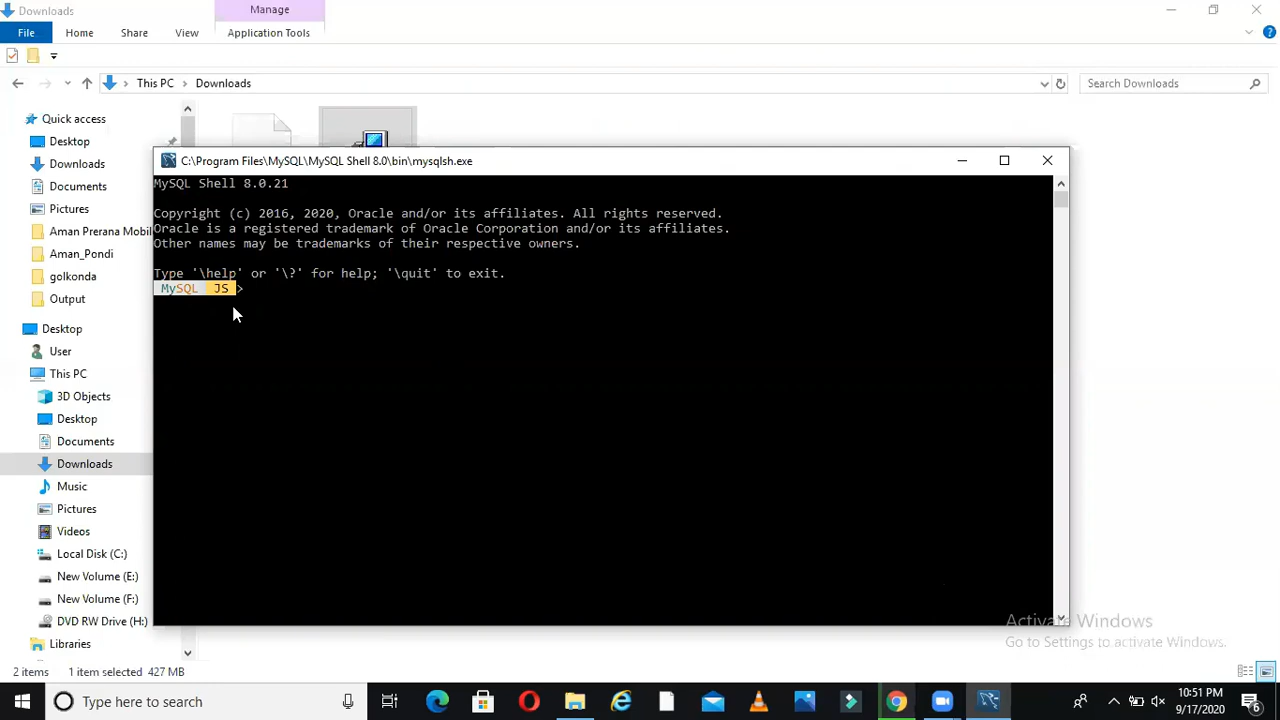 Downloads
Manage
File
Home
Share
View
Application Tools
This PC
Downloads
Search Downloads
Quick access
Desktop
Downloads
Documents
Pictures
Aman Prerana Mobil
Aman_Pondi
golkonda
Output
Desktop
User
This PC
3D Objects
Desktop
Documents
Downloads
Music
Pictures
Videos
Local Disk (C:)
New Volume (E:)
New Volume (F:)
DVD RW Drive (H:)
Libraries
C:\Program Files\MySQL\MySQL Shell 8.0\bin\mysqlsh.exe
MySQL Shell 8.0.21
Copyright (c) 2016, 2020, Oracle and/or its affiliates. All rights reserved.
Oracle is a registered trademark of Oracle Corporation and/or its affiliates.
Other names may be trademarks of their respective owners.
Type '\help' or '\?' for help; '\quit' to exit.
MySQL JS >
Activate Windows
Go to Settings to activate Windows.
2 items 1 item selected 427 MB
Type here to search
10:51 PM
9/17/2020
6